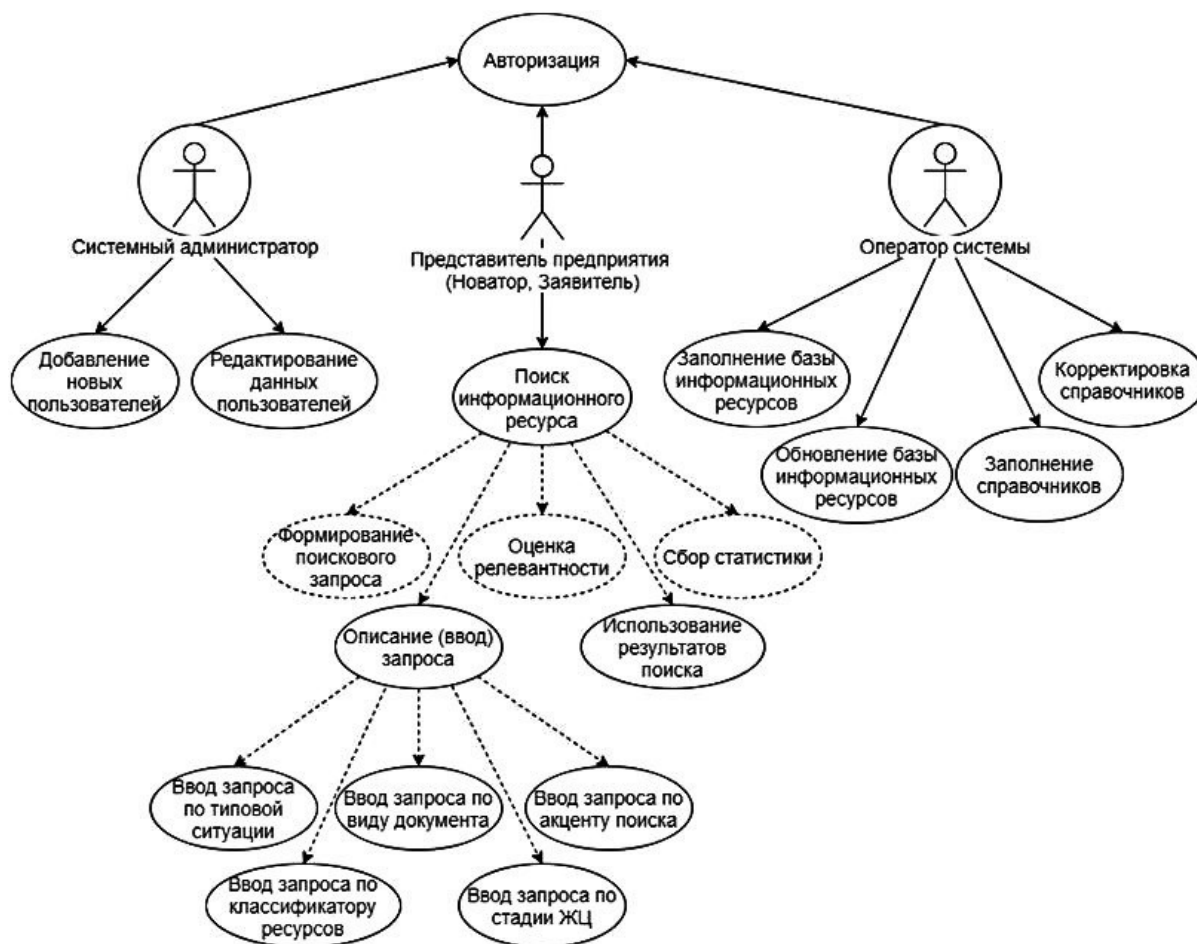 Авторизация
Системный администратор
Представитель предприятия
(Новатор, Заявитель)
Оператор системы
Добавление
новых
пользователей
Редактирование
данных
пользователей
Поиск
информационного
ресурса
Заполнение базы
информационных
ресурсов
Корректировка
справочников
Обновление базы
информационных
ресурсов
Заполнение
справочников
Формирование
поискового
запроса
Оценка
релевантности
Сбор статистики
Описание (ввод)
запроса
Использование
результатов
поиска
Ввод запроса
по типовой
ситуации
Ввод запроса по
виду документа
Ввод запроса по
акценту поиска
Ввод запроса по
классификатору
ресурсов
Ввод запроса по
стадии ЖЦ